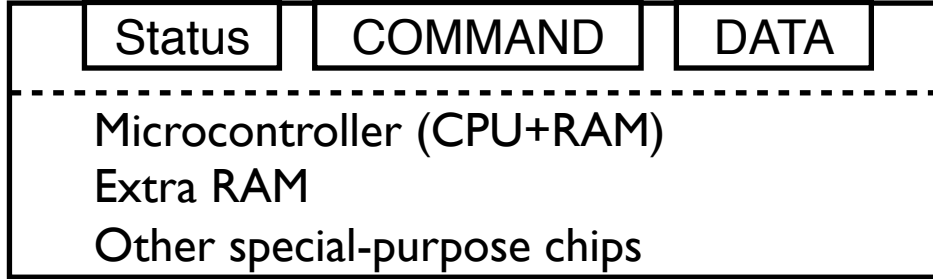 Status COMMAND DATA
Microcontroller (CPU+RAM)
Extra RAM
Other special-purpose chips